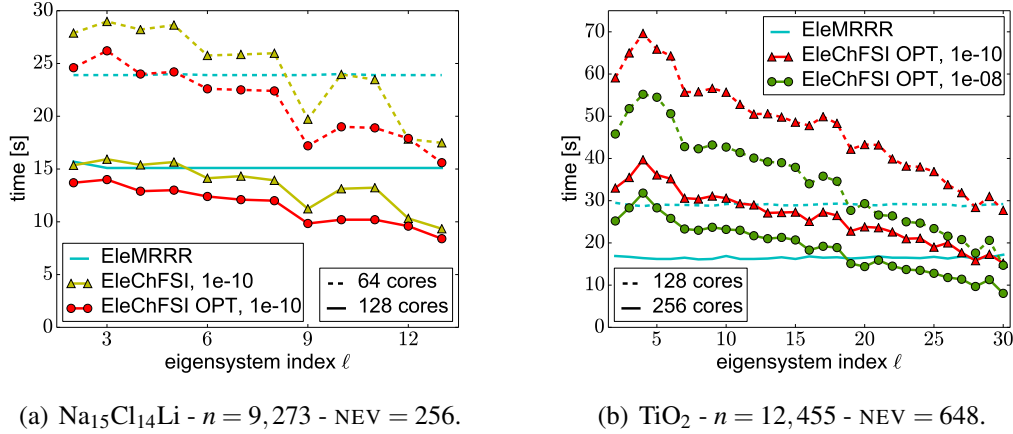 30
25
20
15
10
5
0
time [s]
3
6
9
12
eigensystem index ℓ
EleMRRR
EleChFSI, 1e-10
EleChFSI OPT, 1e-10
64 cores
128 cores
(a) Na₁₅Cl₁₄Li - n = 9,273 - NEV = 256.
70
60
50
40
30
20
10
0
time [s]
5
10
15
20
25
30
eigensystem index ℓ
EleMRRR
EleChFSI OPT, 1e-10
EleChFSI OPT, 1e-08
128 cores
256 cores
(b) TiO₂ - n = 12,455 - NEV = 648.